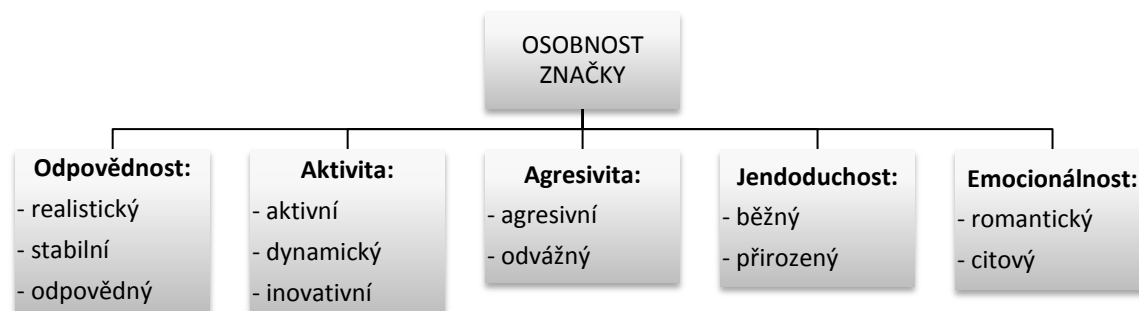 OSOBNOST
ZNAČKY
Odpovědnost:
- realistický
- stabilní
- odpovědný
Aktivita:
- aktivní
- dynamický
- inovativní
Agresivita:
- agresivní
- odvážný
Jendoduchost:
- běžný
- přirozený
Emocionálnost:
- romantický
- citový